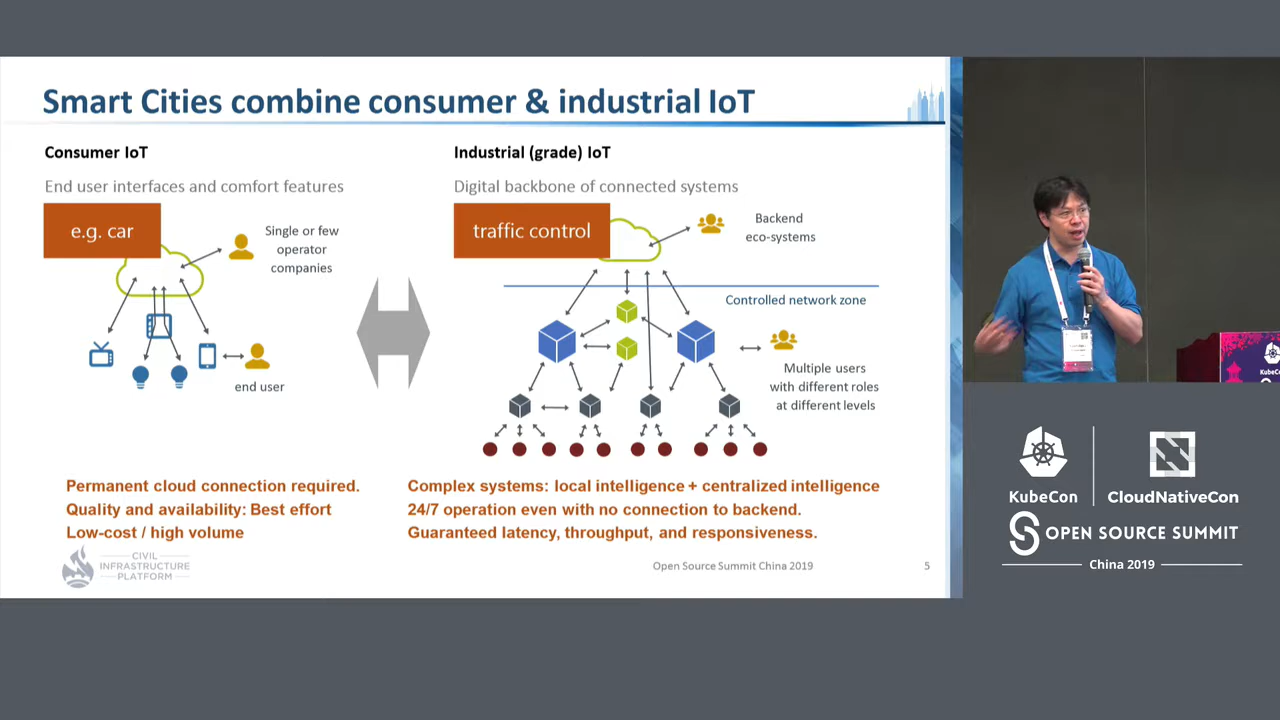 Smart Cities combine consumer & industrial IoT
Consumer IoT
End user interfaces and comfort features
e.g. car
Single or few
operator
companies
end user
Permanent cloud connection required.
Quality and availability: Best effort
Low-cost / high volume
Industrial (grade) IoT
Digital backbone of connected systems
traffic control
Backend
eco-systems
Controlled network zone
Multiple users
with different roles
at different levels
Complex systems: local intelligence + centralized intelligence
24/7 operation even with no connection to backend.
Guaranteed latency, throughput, and responsiveness.
CIVIL
INFRASTRUCTURE
PLATFORM
Open Source Summit China 2019
5
KubeCon
CloudNativeCon
OPEN SOURCE SUMMIT
China 2019